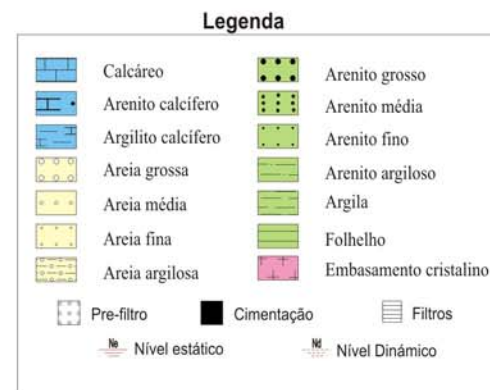 Legenda
Calcáreo
Arenito calcífero
Argilito calcífero
Areia grossa
Areia média
Areia fina
Areia argilosa
Arenito grosso
Arenito média
Arenito fino
Arenito argiloso
Argila
Folhelho
Embasamento cristalino
Pre-filtro Cimentação Filtros
Ne Nível estático Nd Nível Dinámico